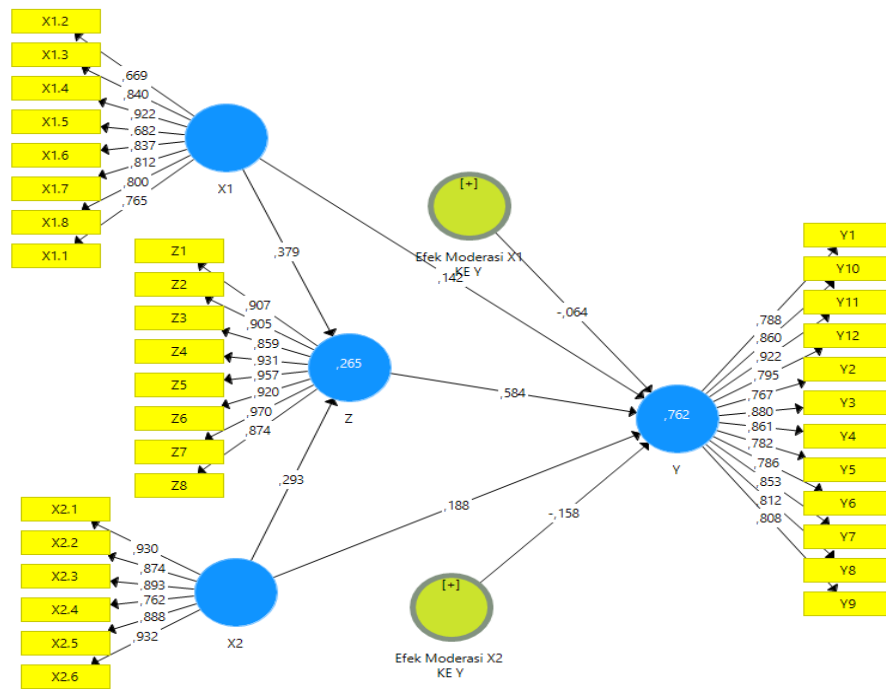 X1.2
X1.3
X1.4
X1.5
X1.6
X1.7
X1.8
X1.1
,669
,840
,922
,682
,837
,812
,800
,765
X1
[+]
Efek Moderasi X1
KE Y
,379
,142
-,064
Z1
Z2
Z3
Z4
Z5
Z6
Z7
Z8
,907
,905
,859
,931
,957
,920
,970
,874
,265
Z
,584
,293
,188
-,158
X2.1
X2.2
X2.3
X2.4
X2.5
X2.6
,930
,874
,893
,762
,888
,932
X2
[+]
Efek Moderasi X2
KE Y
,762
Y
,788
,860
,922
,795
,767
,880
,861
,782
,786
,853
,812
,808
Y1
Y10
Y11
Y12
Y2
Y3
Y4
Y5
Y6
Y7
Y8
Y9